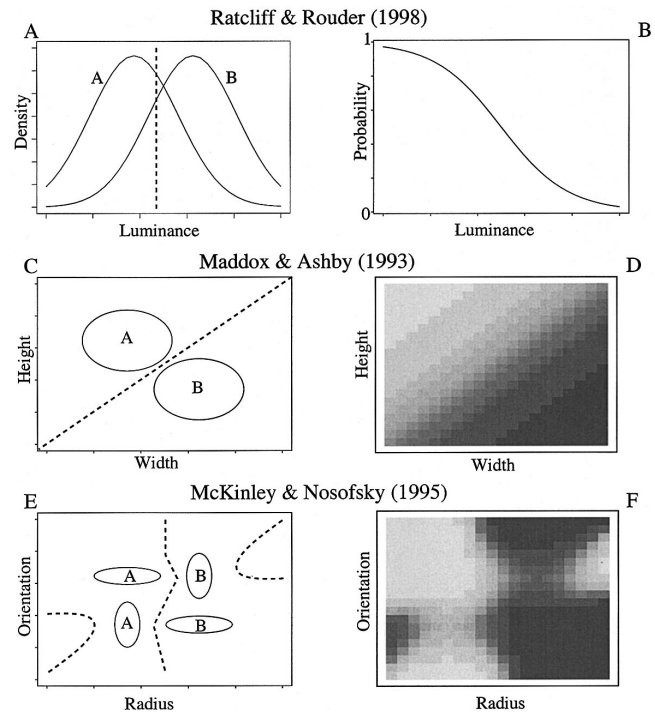 Ratcliff & Rouder (1998)
A
B
A
B
Density
Luminance
1
Probability
0
Luminance
Maddox & Ashby (1993)
C
D
A
B
Height
Width
Height
Width
McKinley & Nosofsky (1995)
E
F
A
B
A
B
Orientation
Radius
Orientation
Radius